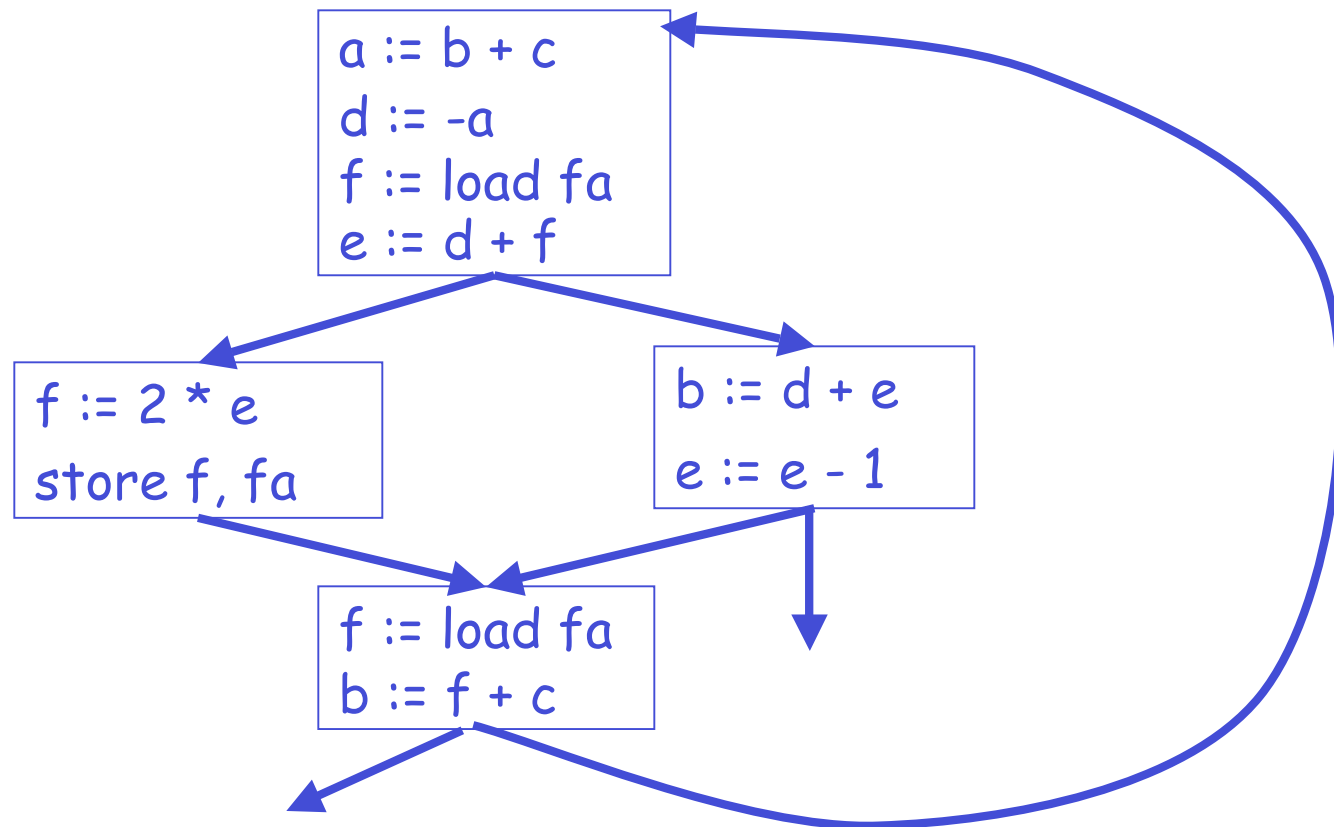 a := b + c
d := -a
f := load fa
e := d + f
f := 2 * e
store f, fa
b := d + e
e := e - 1
f := load fa
b := f + c